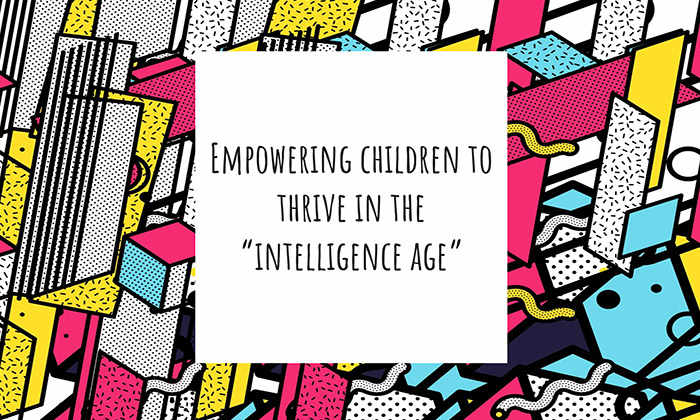 Empowering children to
thrive in the
“intelligence age”